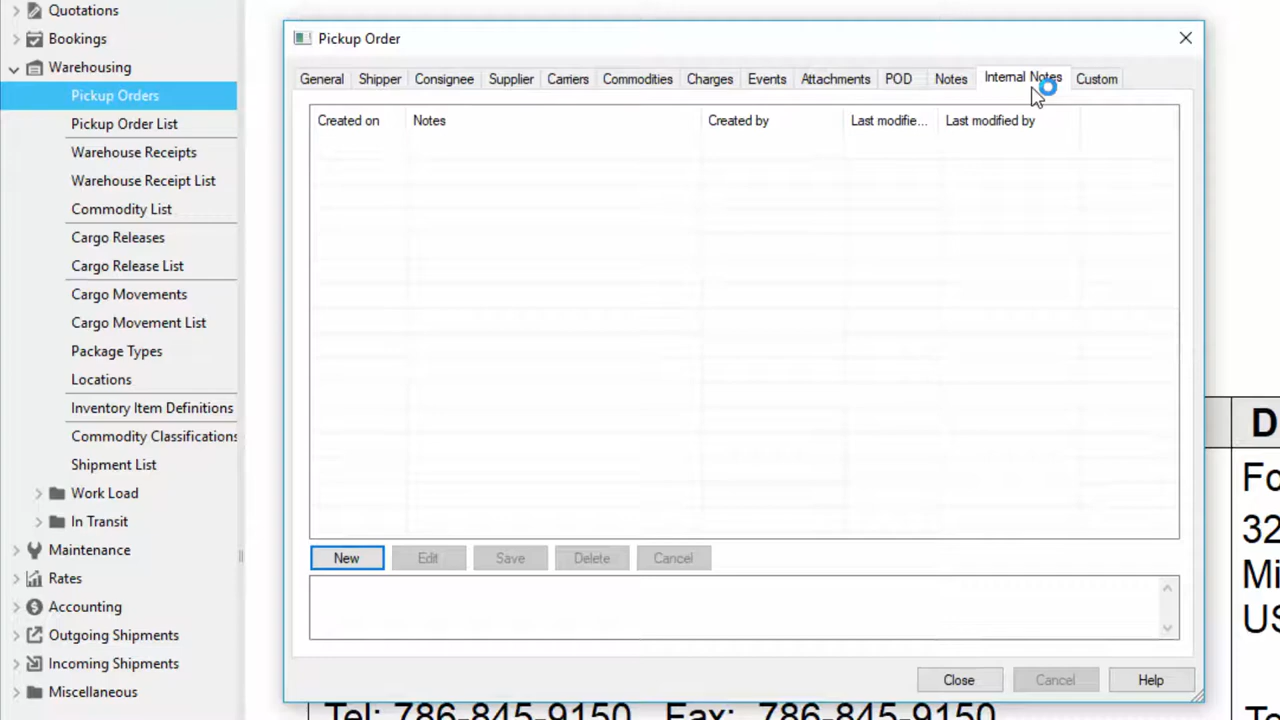 Quotations
Bookings
Warehousing
Pickup Orders
Pickup Order List
Warehouse Receipts
Warehouse Receipt List
Commodity List
Cargo Releases
Cargo Release List
Cargo Movements
Cargo Movement List
Package Types
Locations
Inventory Item Definitions
Commodity Classifications
Shipment List
Work Load
In Transit
Maintenance
Rates
Accounting
Outgoing Shipments
Incoming Shipments
Miscellaneous
Pickup Order
General Shipper Consignee Supplier Carriers Commodities Charges Events Attachments POD Notes Internal Notes Custom
Created on Notes Created by Last modifie... Last modified by
New Edit Save Delete Cancel
Close Cancel Help
D
Fo
32
Mi
US
Tel: 786-845-9150 Fax: 786-845-9150